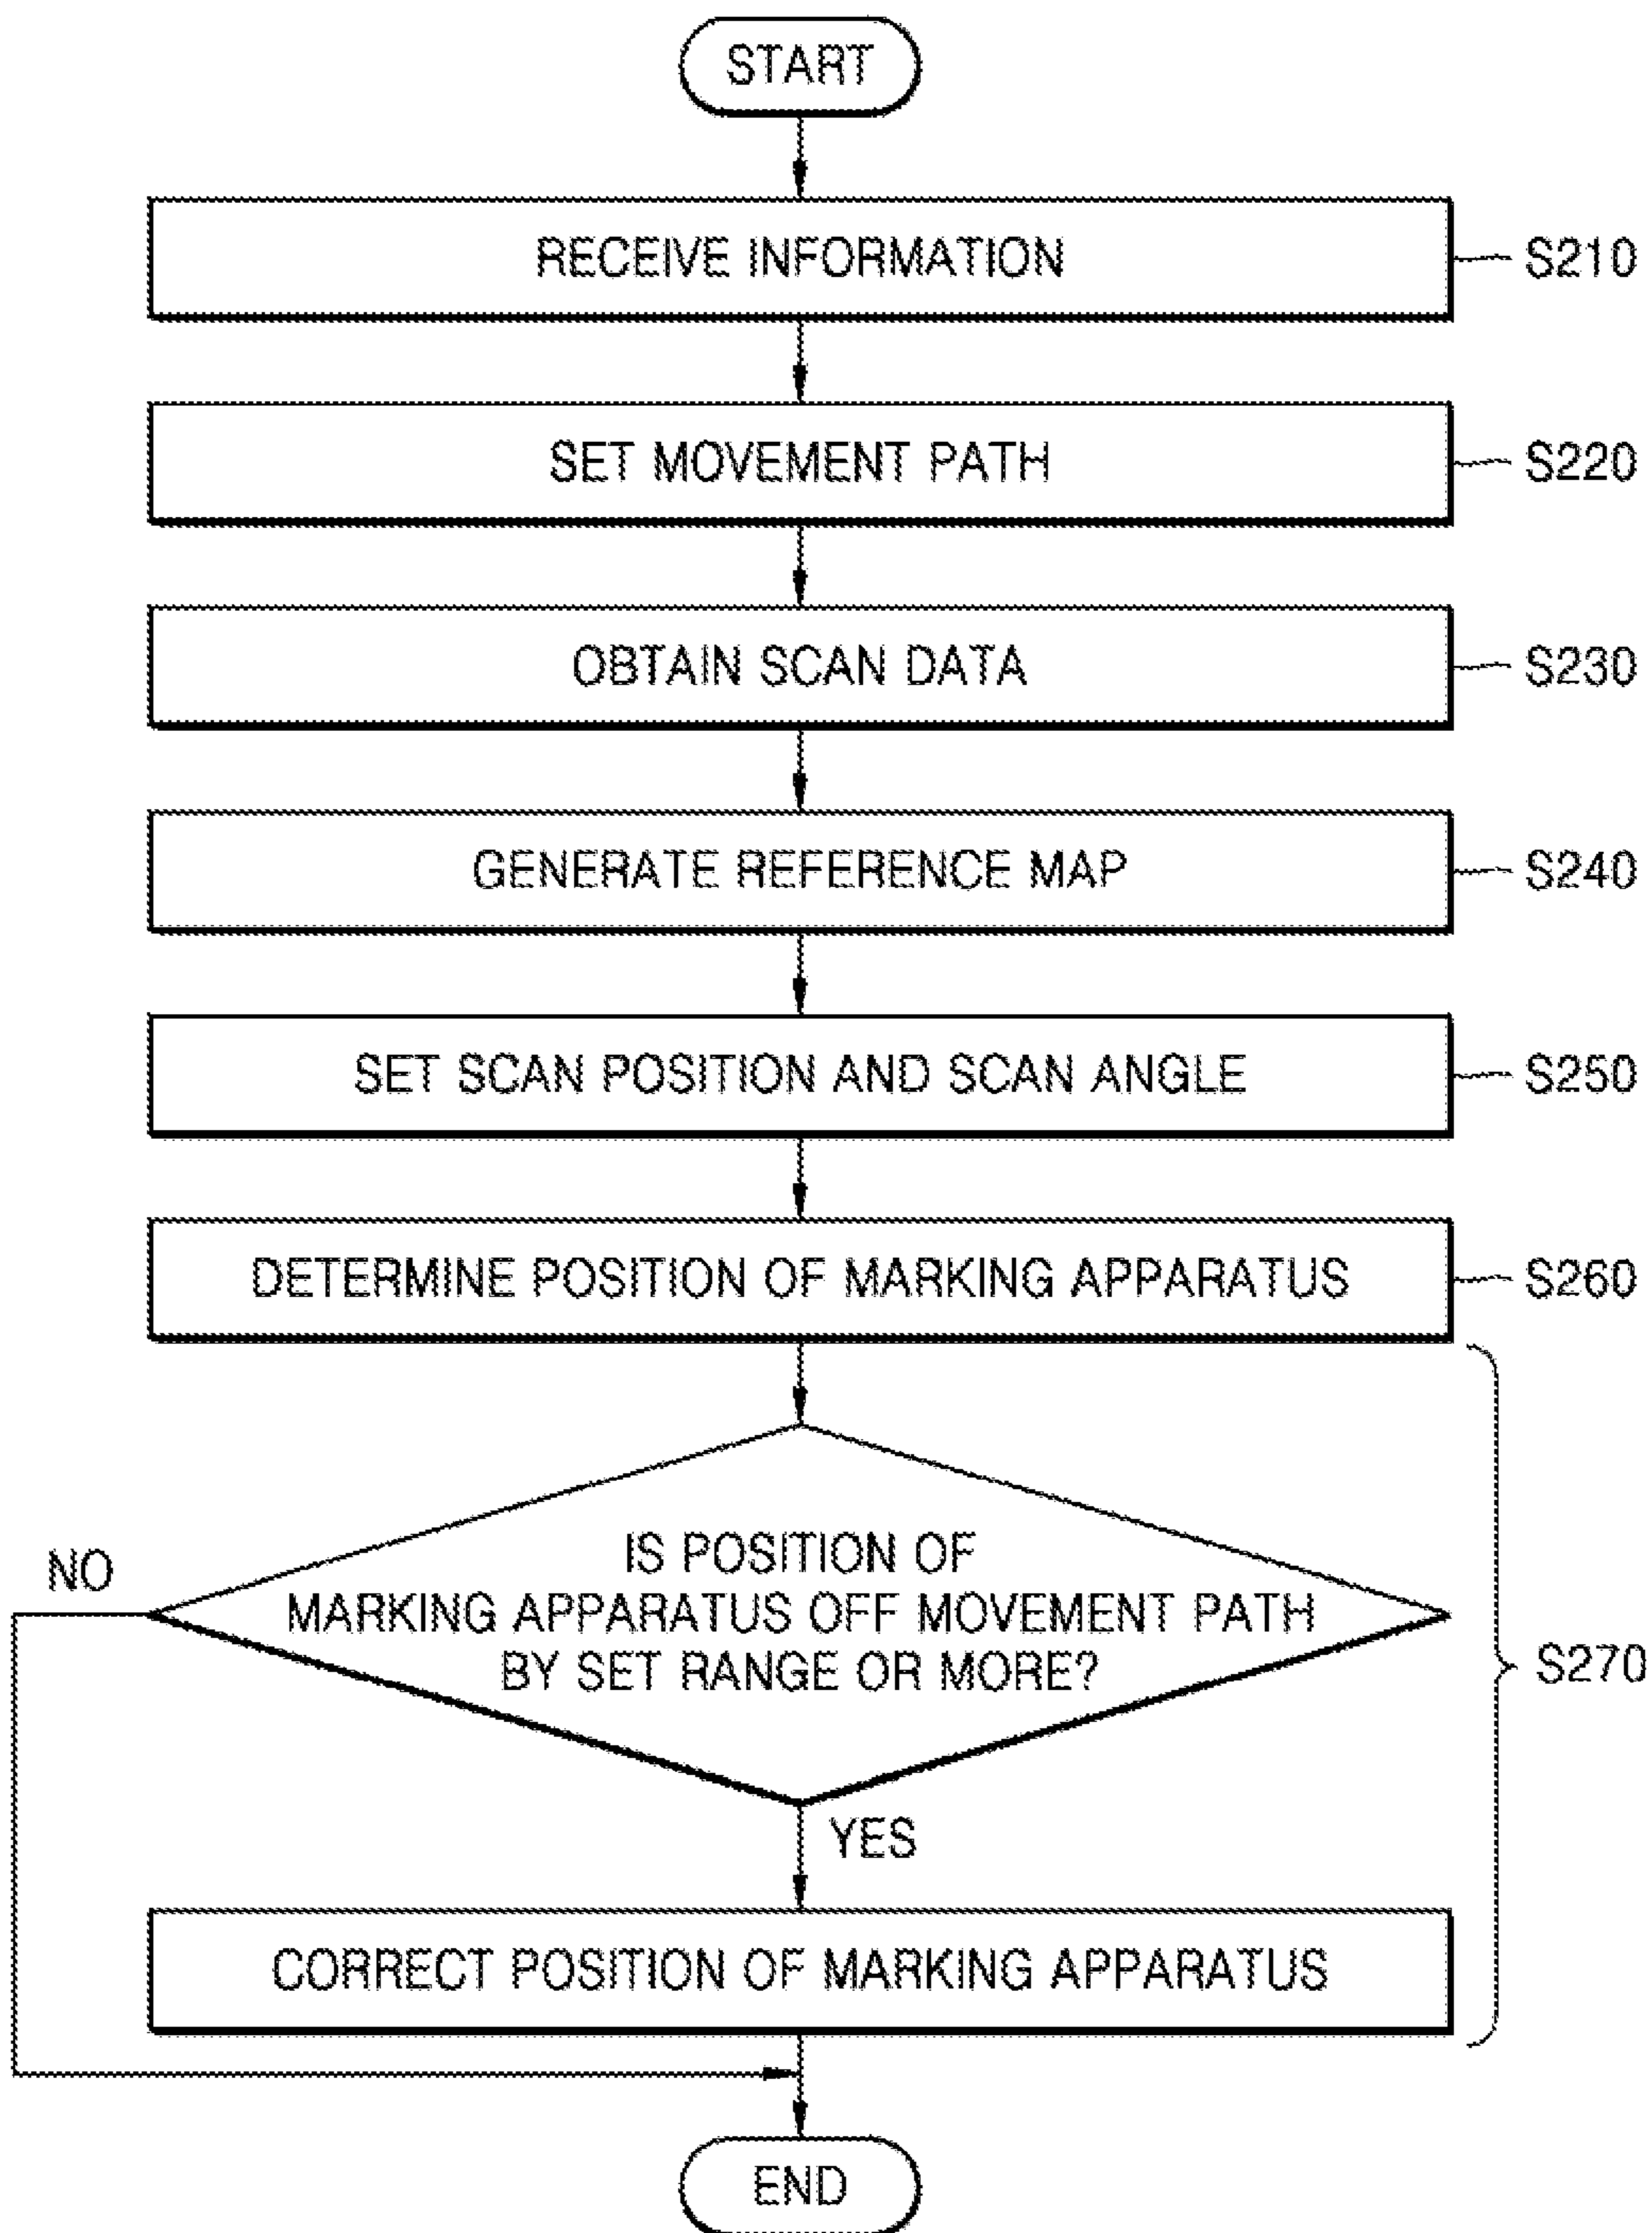 START
RECEIVE INFORMATION
S210
SET MOVEMENT PATH
S220
OBTAIN SCAN DATA
S230
GENERATE REFERENCE MAP
S240
SET SCAN POSITION AND SCAN ANGLE
S250
DETERMINE POSITION OF MARKING APPARATUS
S260
IS POSITION OF
MARKING APPARATUS OFF MOVEMENT PATH
BY SET RANGE OR MORE?
NO
S270
YES
CORRECT POSITION OF MARKING APPARATUS
END